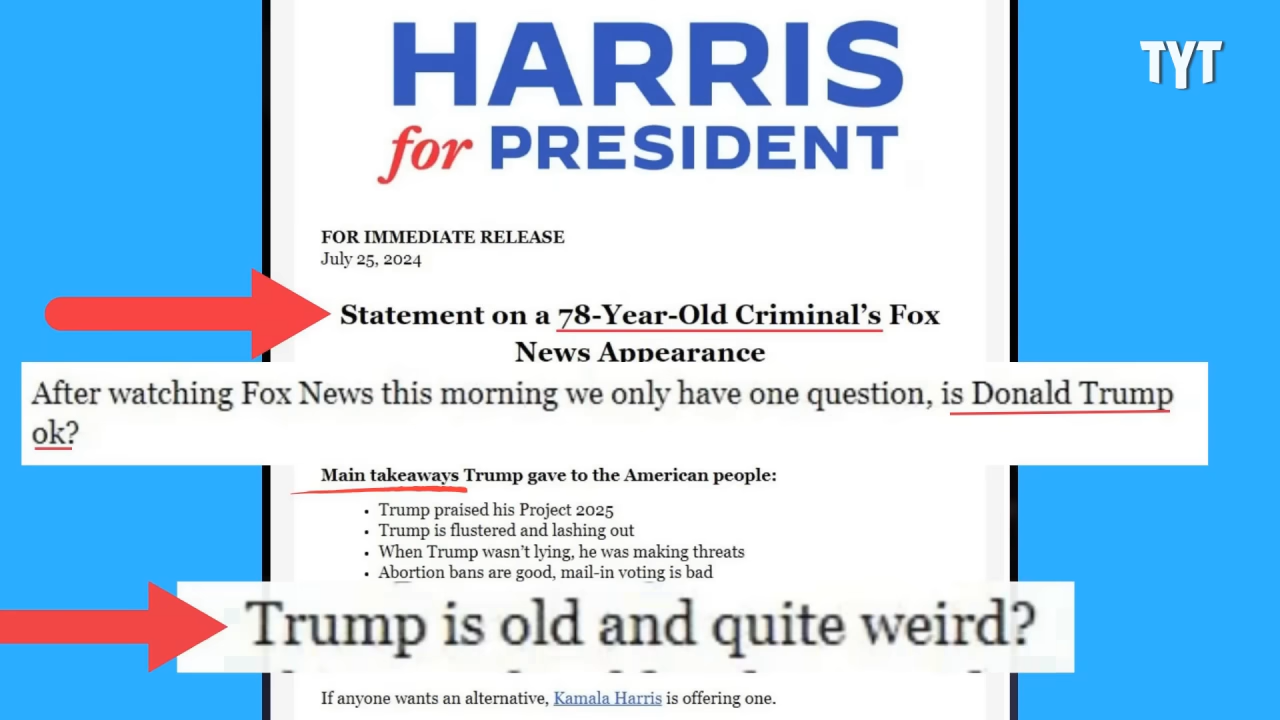 HARRIS
for PRESIDENT
TYT
FOR IMMEDIATE RELEASE
July 25, 2024
Statement on a 78-Year-Old Criminal's Fox
News Appearance
After watching Fox News this morning we only have one question, is Donald Trump
ok?
Main takeaways Trump gave to the American people:
• Trump praised his Project 2025
• Trump is flustered and lashing out
• When Trump wasn't lying, he was making threats
• Abortion bans are good, mail-in voting is bad
Trump is old and quite weird?
If anyone wants an alternative, Kamala Harris is offering one.